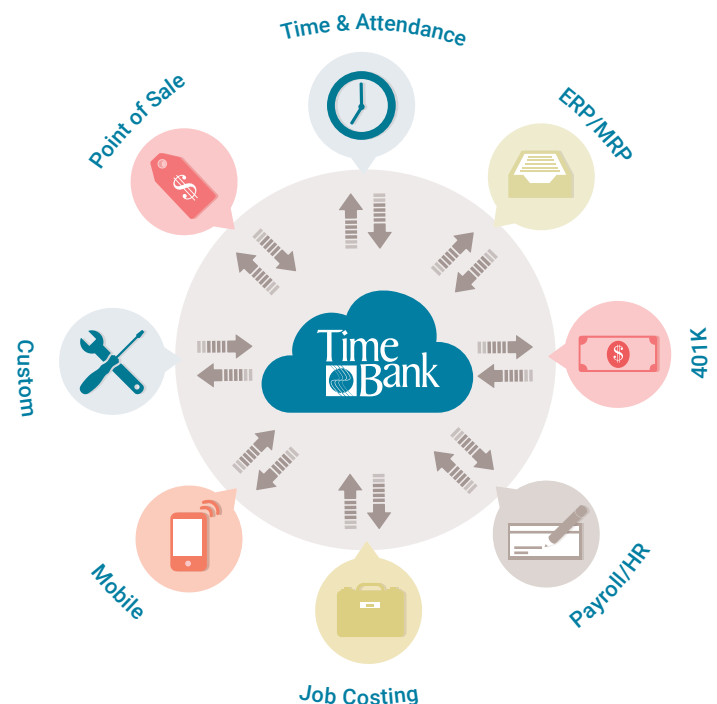 Time & Attendance
Point of Sale
ERP/MRP
$
Time
Bank
Custom
$
401K
Mobile
Payroll/HR
Job Costing